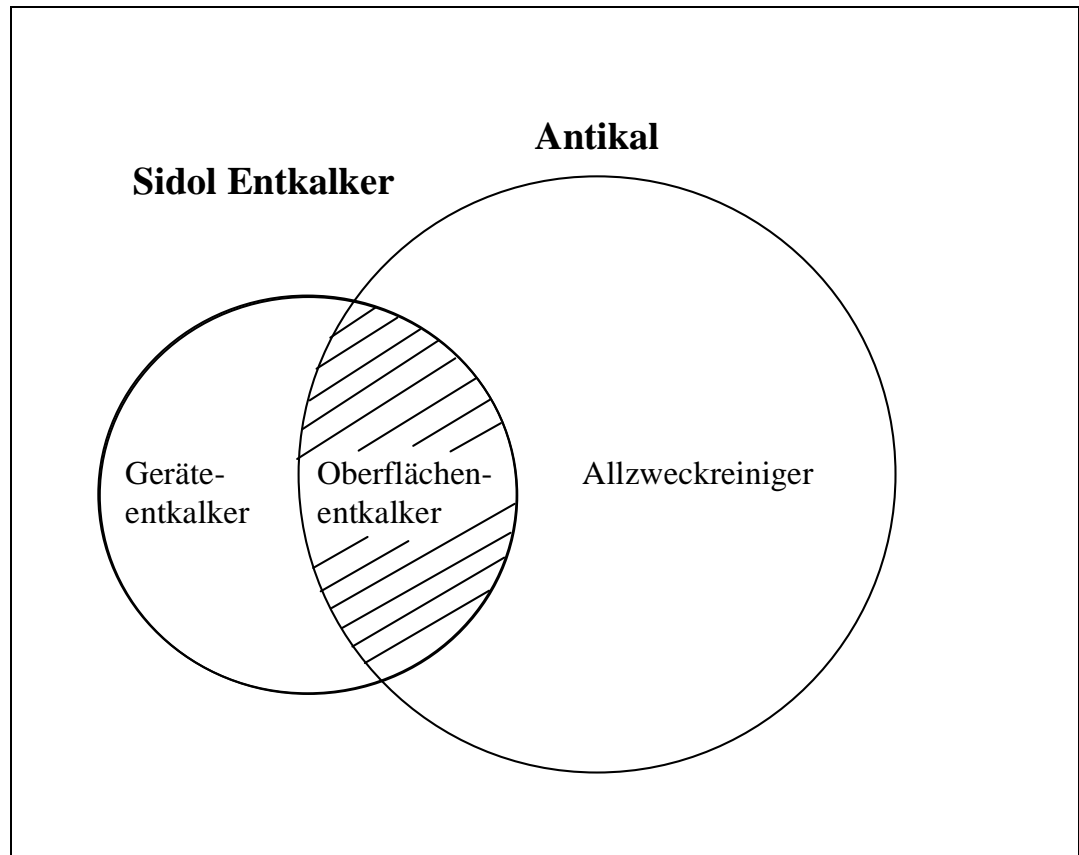 Antikal
Sidol Entkalker
Geräte-
entkalker
Oberflächen-
entkalker
Allzweckreiniger